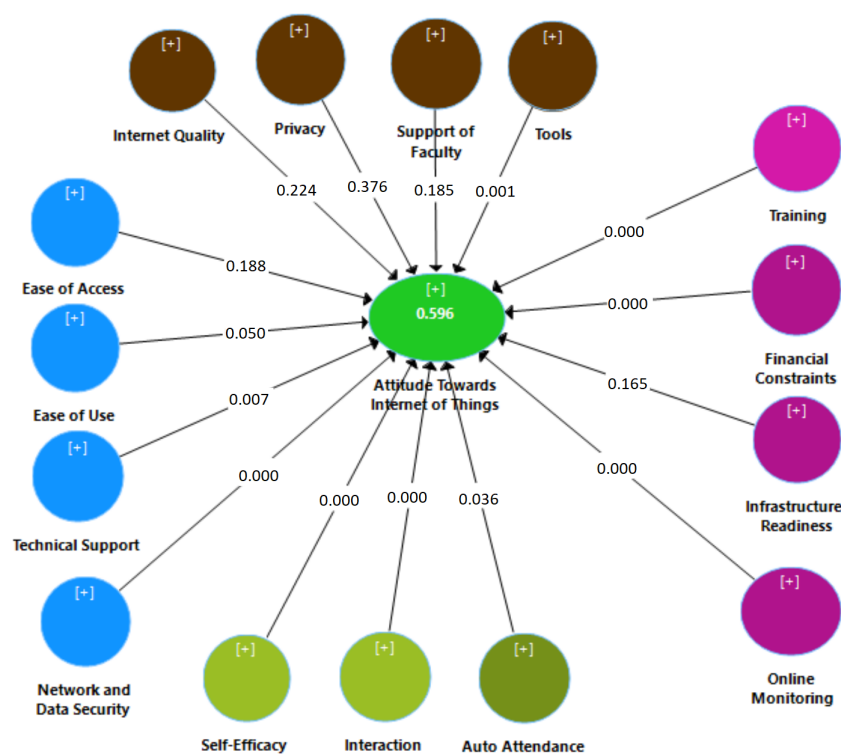 [+]
[+]
[+]
[+]
Internet Quality
Privacy
Support of
Faculty
Tools
[+]
Training
0.224
0.376
0.185
0.001
0.000
[+]
Ease of Access
0.188
[+]
0.596
Attitude Towards
Internet of Things
0.000
[+]
Financial
Constraints
[+]
Ease of Use
0.050
0.165
[+]
Infrastructure
Readiness
0.007
[+]
Technical Support
0.000
0.000
0.000
0.036
0.000
[+]
Network and
Data Security
[+]
Online
Monitoring
[+]
Self-Efficacy
[+]
Interaction
[+]
Auto Attendance